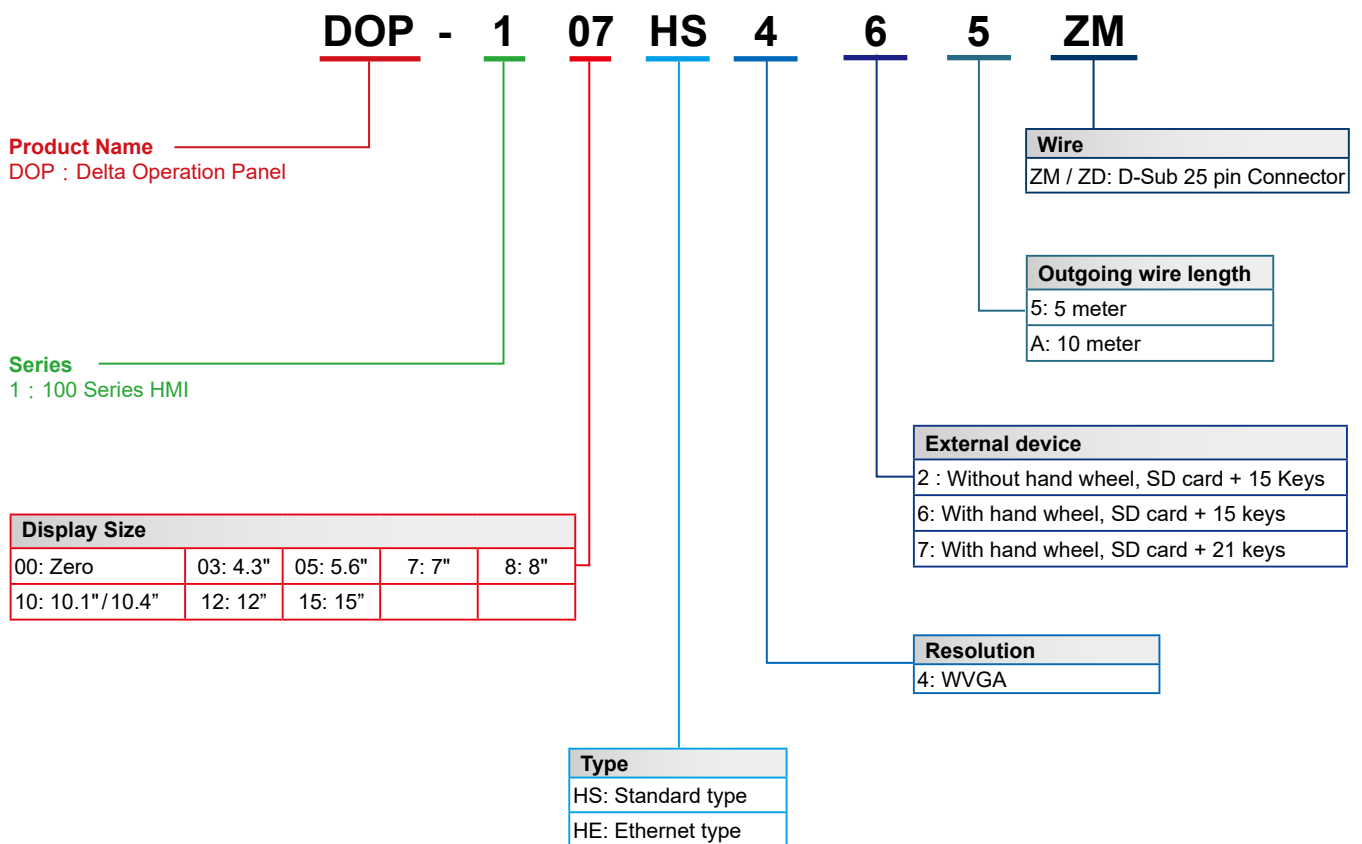 DOP - 1 07 HS 4 6 5 ZM
Product Name
DOP : Delta Operation Panel
Wire
ZM / ZD: D-Sub 25 pin Connector
Outgoing wire length
5: 5 meter
A: 10 meter
Series
1 : 100 Series HMI
External device
2 : Without hand wheel, SD card + 15 Keys
6: With hand wheel, SD card + 15 keys
7: With hand wheel, SD card + 21 keys
Display Size
00: Zero 03: 4.3" 05: 5.6" 7: 7" 8: 8"
10: 10.1"/10.4” 12: 12” 15: 15”
Resolution
4: WVGA
Type
HS: Standard type
HE: Ethernet type